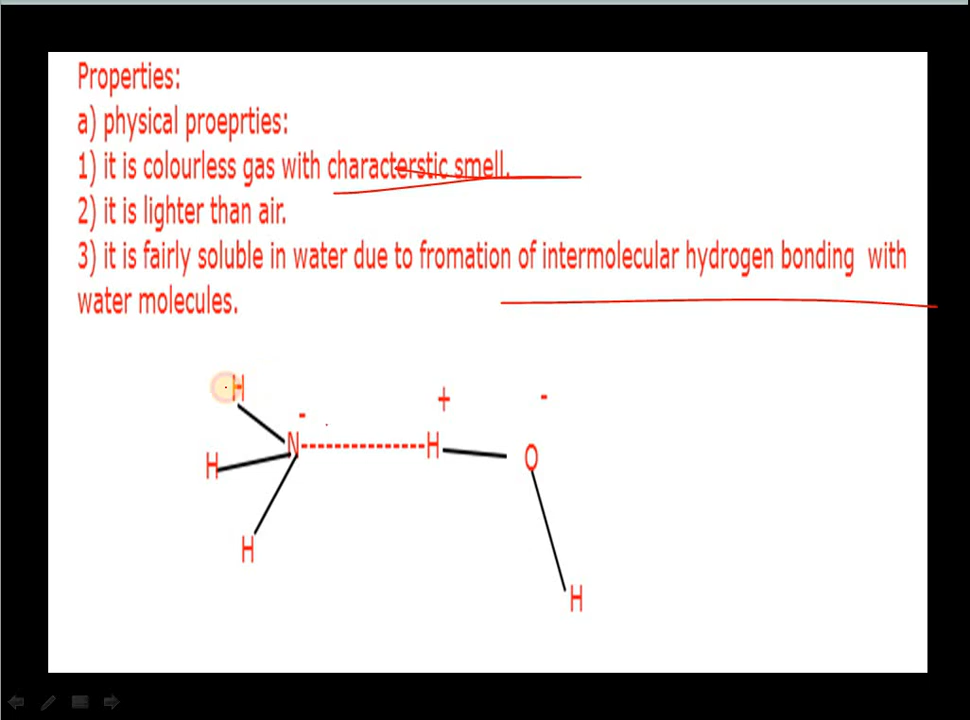 Properties:
a) physical proeprties:
1) it is colourless gas with characterstic smell.
2) it is lighter than air.
3) it is fairly soluble in water due to fromation of intermolecular hydrogen bonding with
water molecules.
H
+ -
-
N---------------H
O
H
H
H